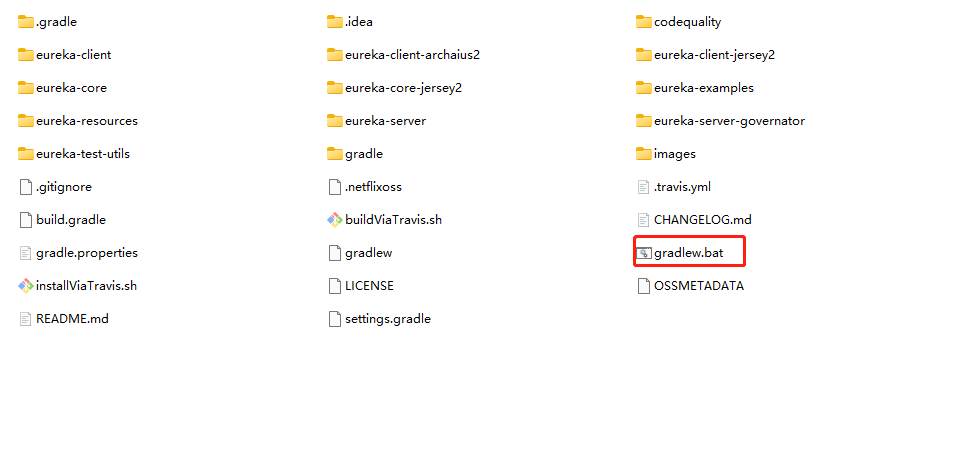 .gradle .idea codequality
eureka-client eureka-client-archaius2 eureka-client-jersey2
eureka-core eureka-core-jersey2 eureka-examples
eureka-resources eureka-server eureka-server-governator
eureka-test-utils gradle images
.gitignore .netflixoss .travis.yml
build.gradle buildViaTravis.sh CHANGELOG.md
gradle.properties gradlew gradlew.bat
installViaTravis.sh LICENSE OSSMETADATA
README.md settings.gradle